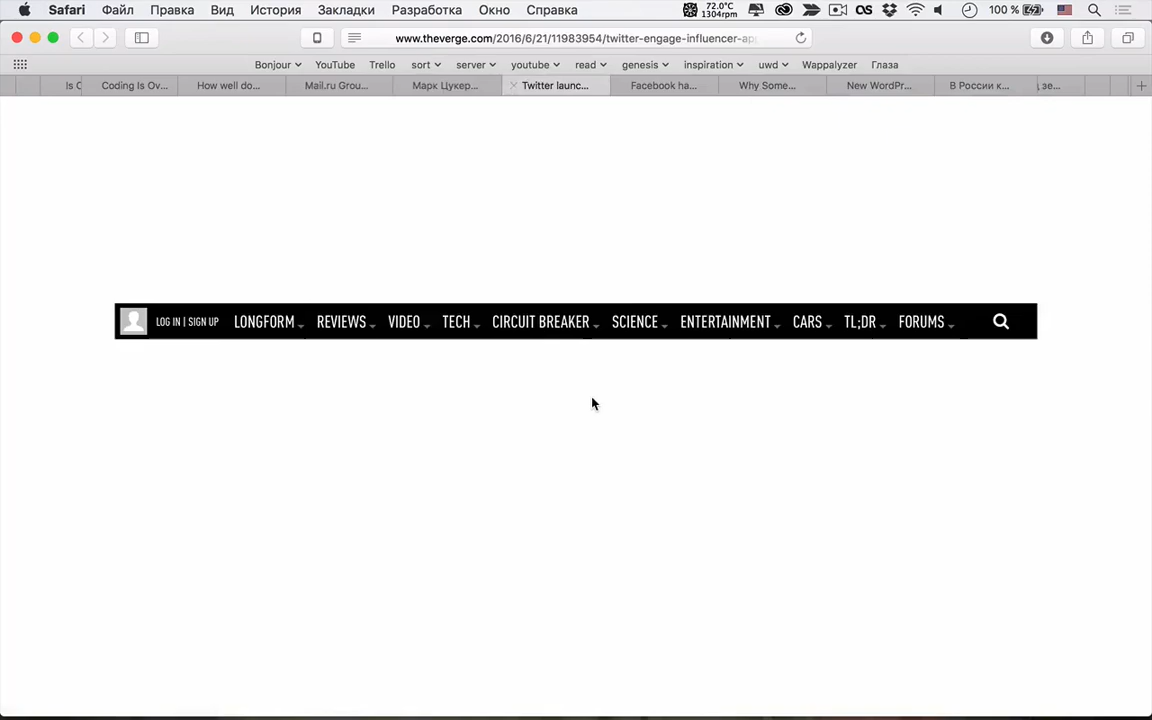 Safari Файл Правка Вид История Закладки Разработка Окно Справка 72.0°C 1304rpm 100 %
www.theverge.com/2016/6/21/11983954/twitter-engage-influencer-ap
Bonjour YouTube Trello sort server youtube read genesis inspiration uwd Wappalyzer Глаза
Is C Coding Is Ov... How well do... Mail.ru Grou... Марк Цукер... Twitter launc... Facebook ha... Why Some... New WordPr... В России к... зе...
LOG IN | SIGN UP LONGFORM REVIEWS VIDEO TECH CIRCUIT BREAKER SCIENCE ENTERTAINMENT CARS TL;DR FORUMS